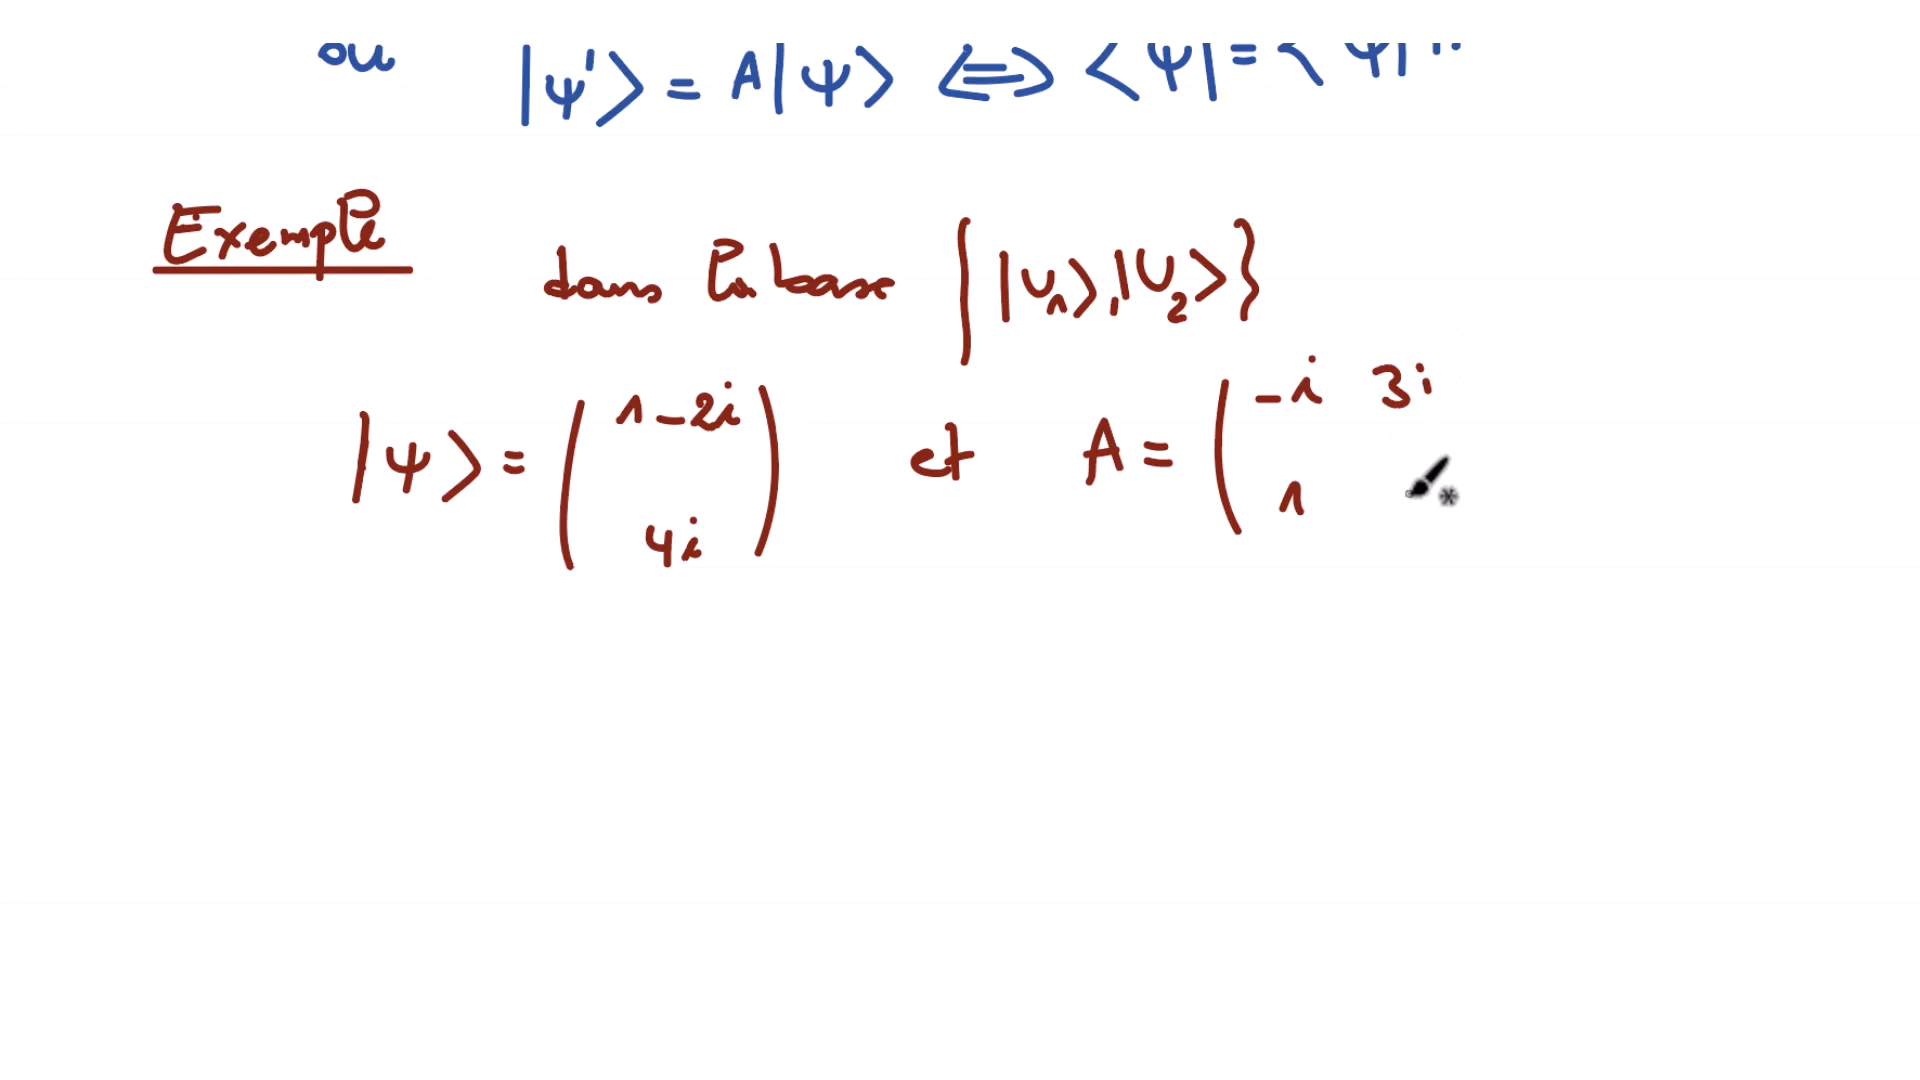 ou |ψ'⟩ = A|ψ⟩ ⟺ ⟨ψ| = ⟨ψ|
Exemple
dans la base {|U₁⟩, |U₂⟩}
|ψ⟩ = ( 1-2i 4i ) et A = ( -i 3i 1